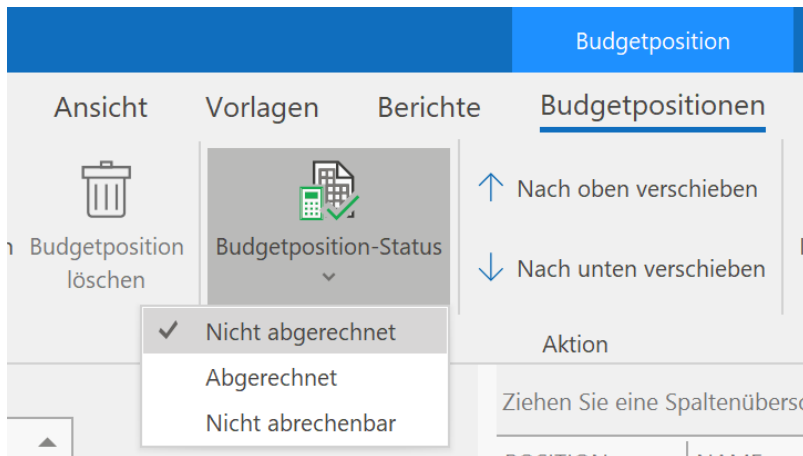 Budgetposition
Ansicht Vorlagen Berichte Budgetpositionen
Budgetposition löschen
Budgetposition-Status
Nach oben verschieben
Nach unten verschieben
Aktion
Nicht abgerechnet
Abgerechnet
Nicht abrechenbar
Ziehen Sie eine